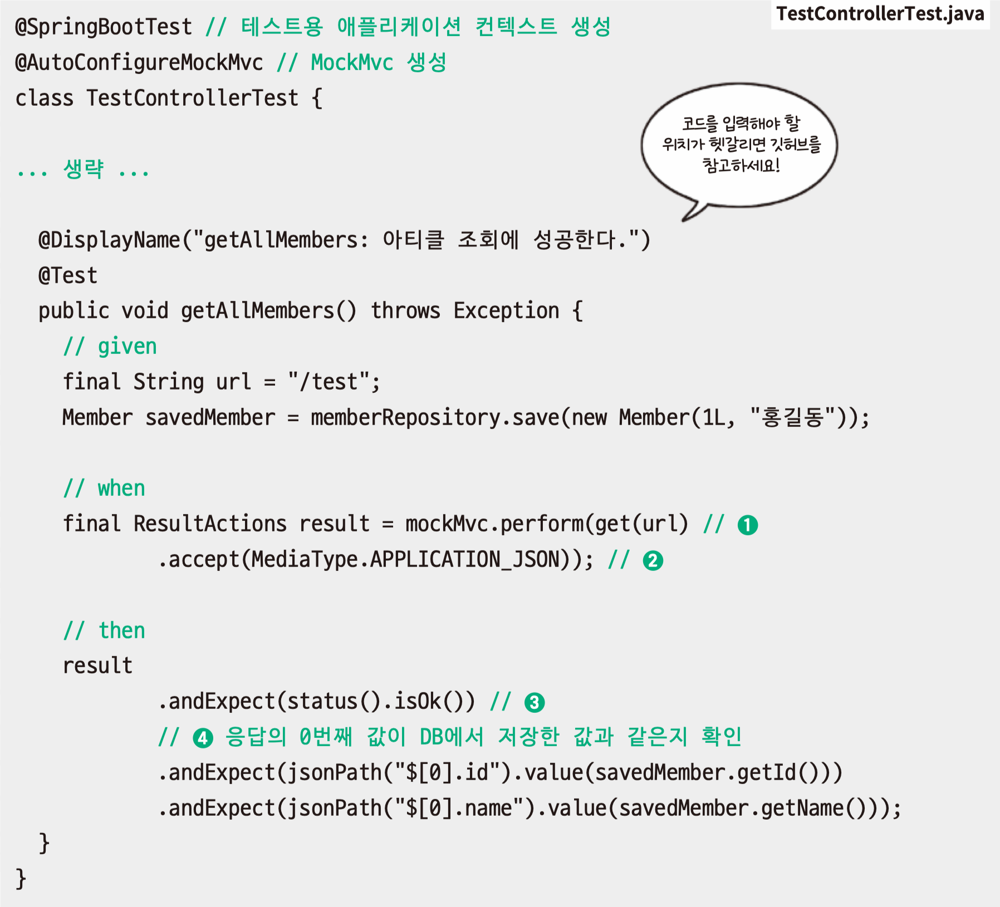 TestControllerTest.java
@SpringBootTest // 테스트용 애플리케이션 컨텍스트 생성
@AutoConfigureMockMvc // MockMvc 생성
class TestControllerTest {
코드를 입력해야 할
위치가 헷갈리면 깃허브를
참고하세요!
... 생략 ...
@DisplayName("getAllMembers: 아티클 조회에 성공한다.")
@Test
public void getAllMembers() throws Exception {
// given
final String url = "/test";
Member savedMember = memberRepository.save(new Member(1L, "홍길동"));
// when
final ResultActions result = mockMvc.perform(get(url) // ❶
.accept(MediaType.APPLICATION_JSON)); // ❷
// then
result
.andExpect(status().isOk()) // ❸
// ❹ 응답의 0번째 값이 DB에서 저장한 값과 같은지 확인
.andExpect(jsonPath("$[0].id").value(savedMember.getId()))
.andExpect(jsonPath("$[0].name").value(savedMember.getName()));
}
}